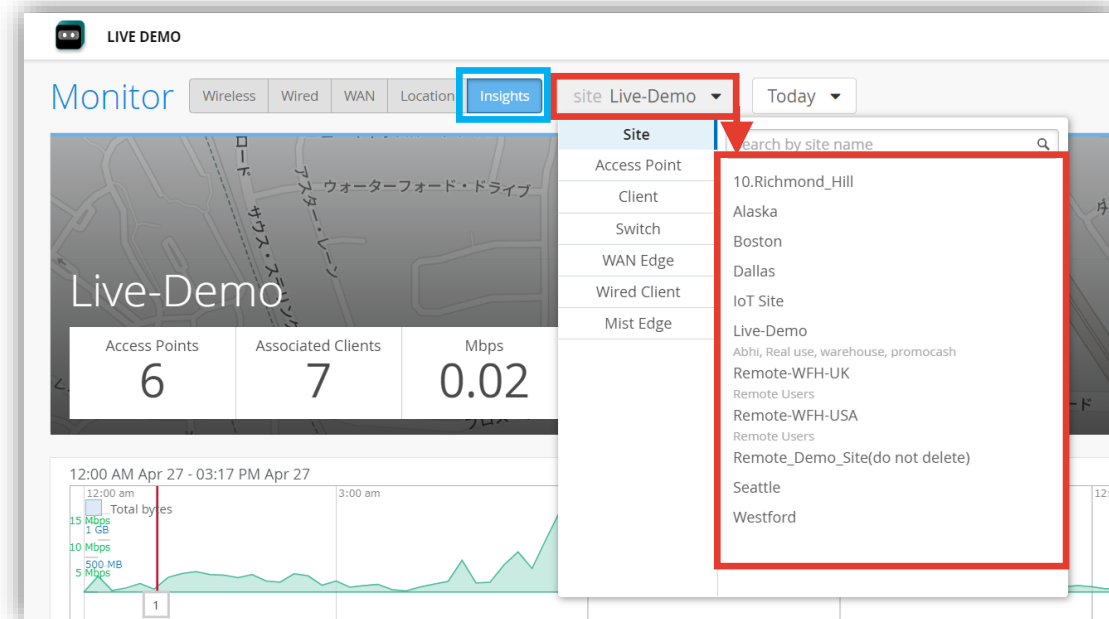 LIVE DEMO
Monitor
Wireless
Wired
WAN
Location
Insights
site Live-Demo
Today
Site
Access Point
Client
Switch
WAN Edge
Wired Client
Mist Edge
search by site name
10.Richmond_Hill
Alaska
Boston
Dallas
IoT Site
Live-Demo
Abhi, Real use, warehouse, promocash
Remote-WFH-UK
Remote Users
Remote-WFH-USA
Remote Users
Remote_Demo_Site(do not delete)
Seattle
Westford
ウォーターフォード・ドライブ
アスター・レーン
Live-Demo
Access Points
6
Associated Clients
7
Mbps
0.02
12:00 AM Apr 27 - 03:17 PM Apr 27
12:00 am
3:00 am
Total bytes
15 Mbps
1 GB
10 Mbps
500 MB
5 Mbps
1